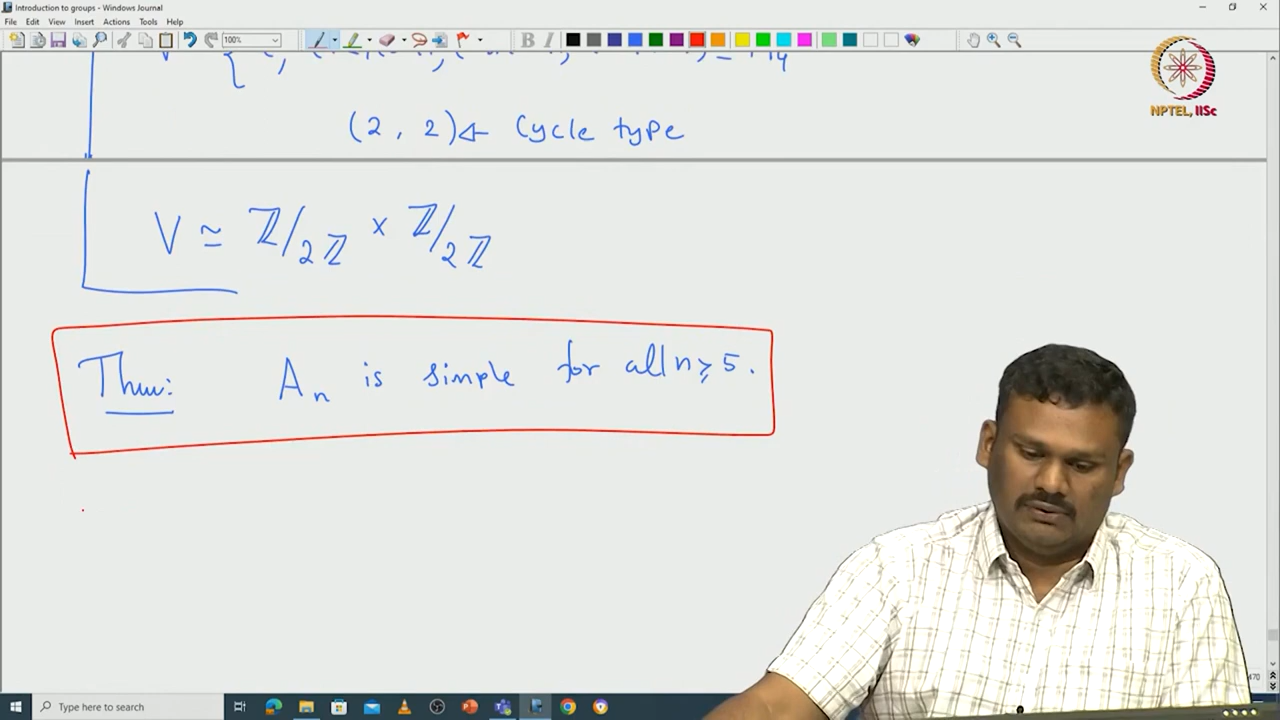 Introduction to groups - Windows Journal
File Edit View Insert Actions Tools Help
100%
B I
NPTEL, IISc
(2, 2) ← Cycle type
V ≃ ℤ/2ℤ × ℤ/2ℤ
Thm: Aₙ is simple for all n ≥ 5.
Type here to search